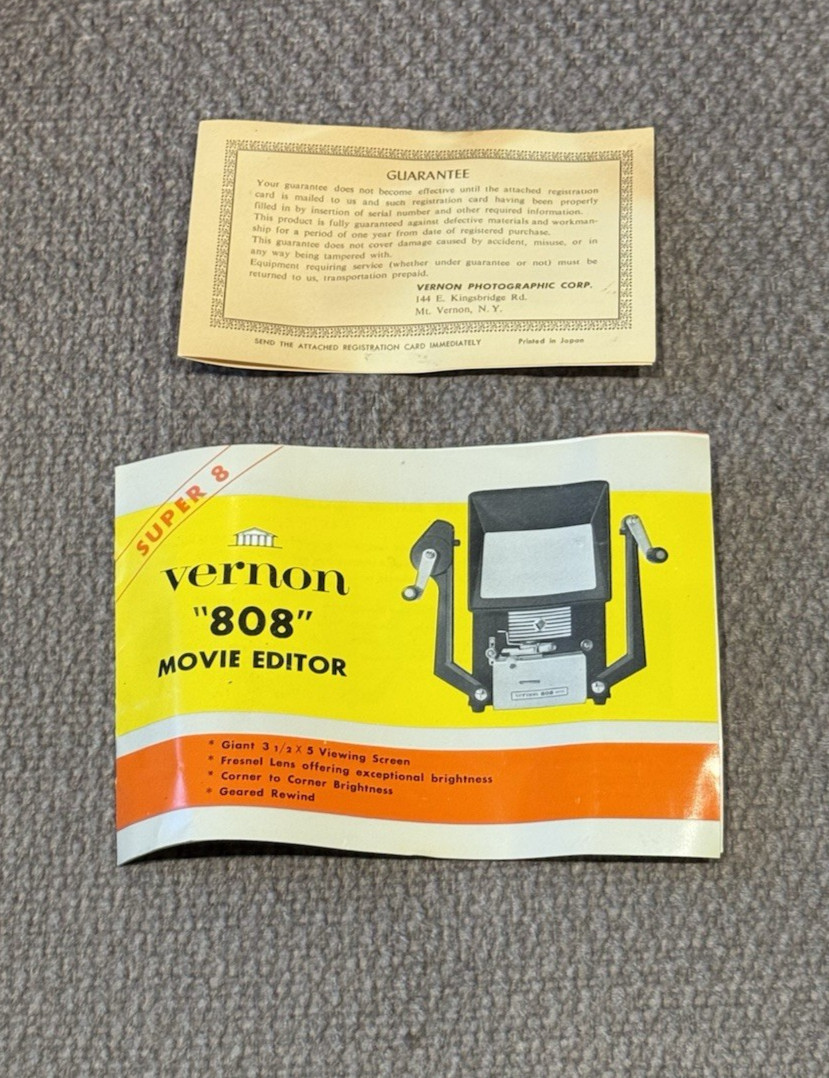 GUARANTEE
Your guarantee does not become effective until the attached registration
card is mailed to us and such registration card having been properly
filled in by insertion of serial number and other required information.
This product is fully guaranteed against defective materials and workman-
ship for a period of one year from date of registered purchase.
This guarantee does not cover damage caused by accident, misuse, or in
any way being tampered with.
Equipment requiring service (whether under guarantee or not) must be
returned to us, transportation prepaid.
VERNON PHOTOGRAPHIC CORP.
144 E. Kingsbridge Rd.
Mt. Vernon, N. Y.
SEND THE ATTACHED REGISTRATION CARD IMMEDIATELY Printed in Japan
SUPER 8
vernon
"808"
MOVIE EDITOR
vernon 808
* Giant 3 1/2 X 5 Viewing Screen
* Fresnel Lens offering exceptional brightness
* Corner to Corner Brightness
* Geared Rewind